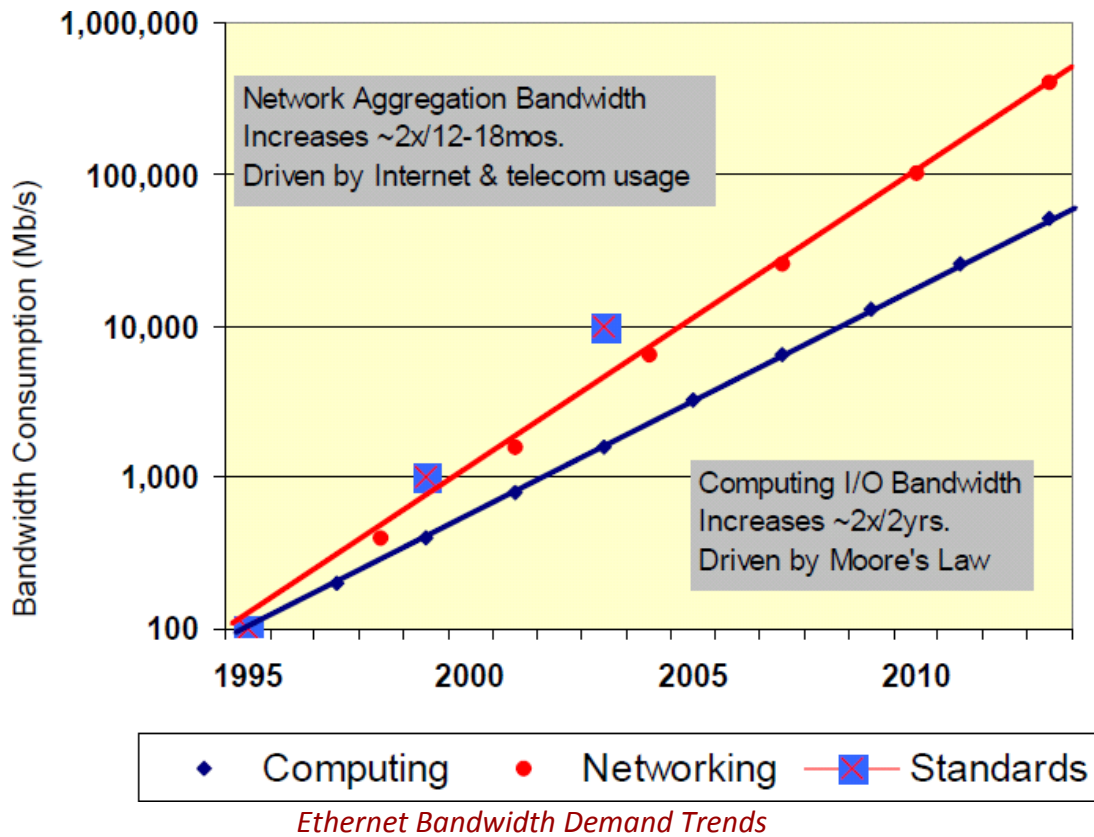 1,000,000
Network Aggregation Bandwidth
Increases ~2x/12-18mos.
Driven by Internet & telecom usage
100,000
Bandwidth Consumption (Mb/s)
10,000
1,000
Computing I/O Bandwidth
Increases ~2x/2yrs.
Driven by Moore's Law
100
1995 2000 2005 2010
Computing Networking Standards
Ethernet Bandwidth Demand Trends